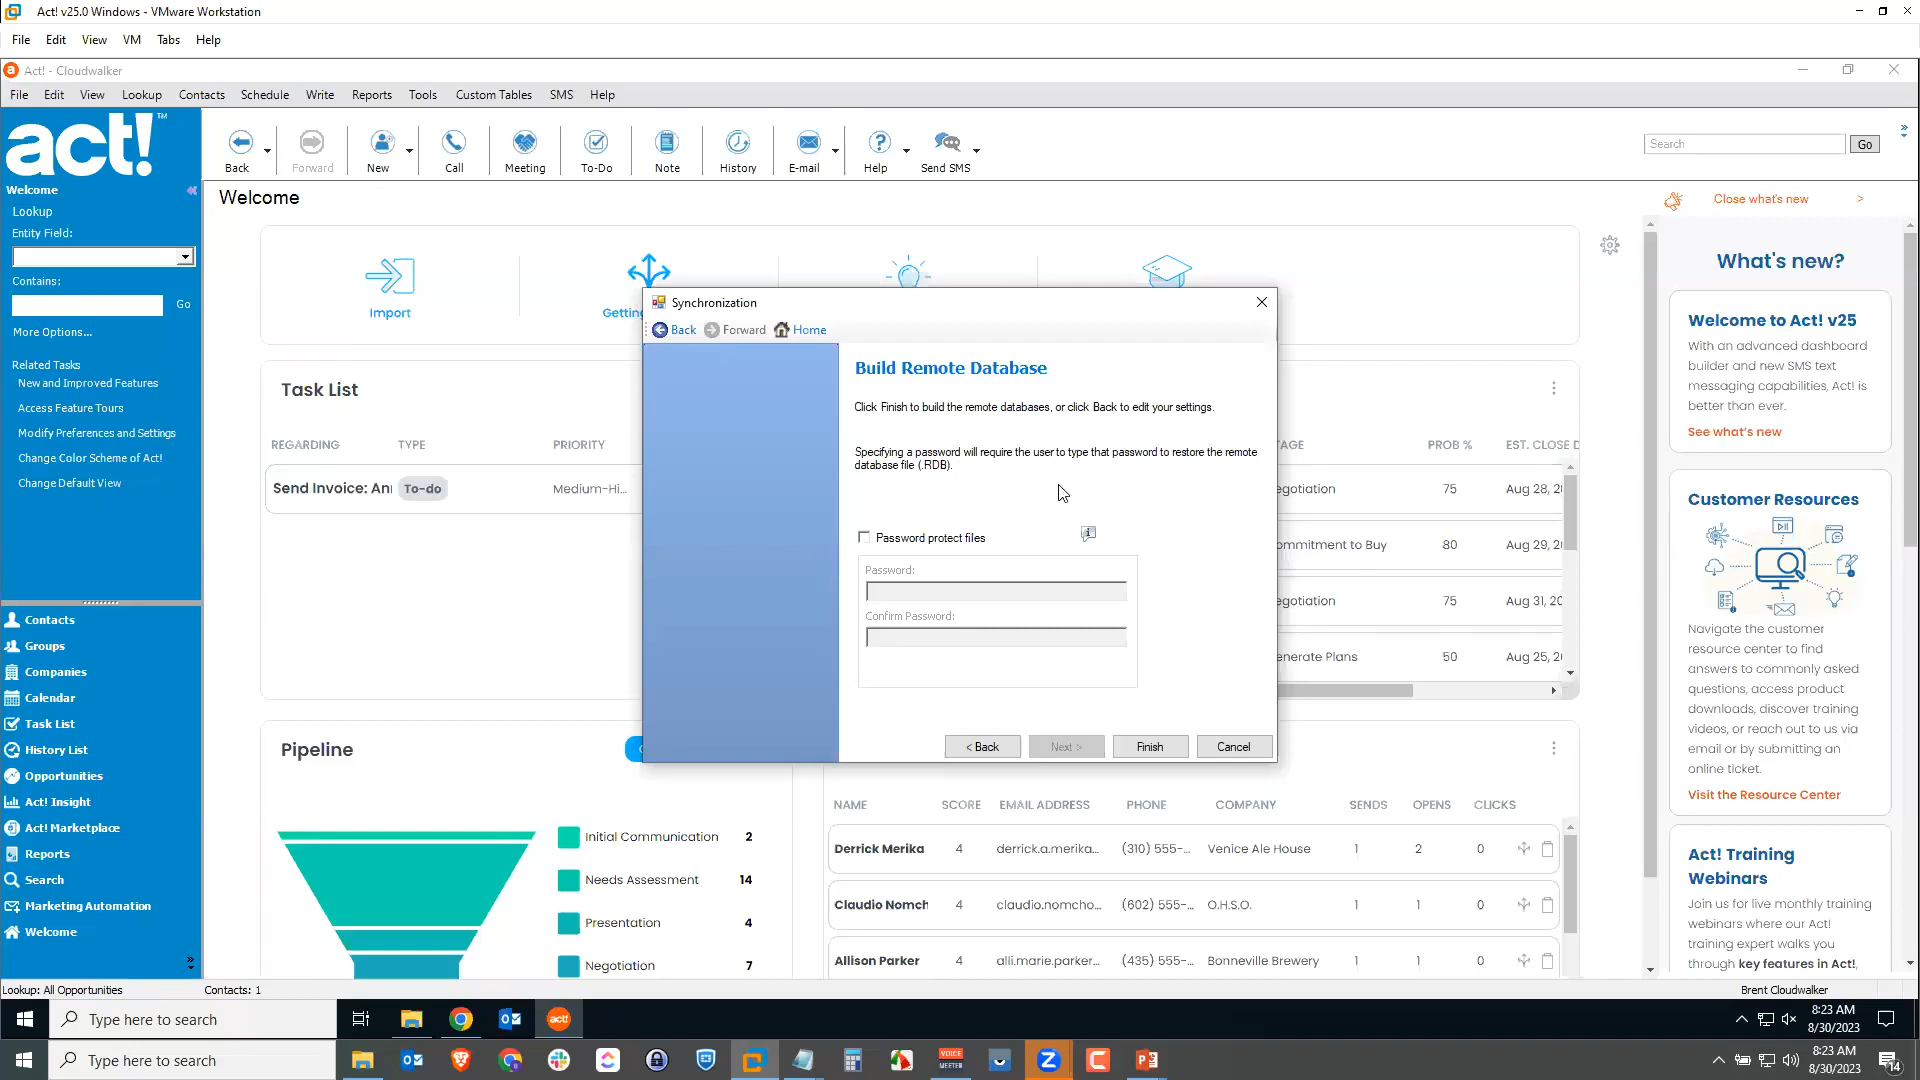 Act! v25.0 Windows - VMware Workstation
File Edit View VM Tabs Help
Act! - Cloudwalker
File Edit View Lookup Contacts Schedule Write Reports Tools Custom Tables SMS Help
act!™
Back Forward New Call Meeting To-Do Note History E-mail Help Send SMS
Search Go
Welcome
Lookup
Entity Field:
Contains:
Go
More Options...
Related Tasks
New and Improved Features
Access Feature Tours
Modify Preferences and Settings
Change Color Scheme of Act!
Change Default View
Contacts
Groups
Companies
Calendar
Task List
History List
Opportunities
Act! Insight
Act! Marketplace
Reports
Search
Marketing Automation
Welcome
Welcome
Close what's new >
Import
Task List
REGARDING TYPE PRIORITY
Send Invoice: To-do Medium-Hi...
Synchronization
Back Forward Home
Build Remote Database
Click Finish to build the remote databases, or click Back to edit your settings.
Specifying a password will require the user to type that password to restore the remote
database file (.RDB).
Password protect files
Password:
Confirm Password:
< Back Next > Finish Cancel
PROB % EST. CLOSE D
75 Aug 28, 2
to Buy 80 Aug 29, 2
75 Aug 31, 20
Plans 50 Aug 25, 2
Pipeline
Initial Communication 2
Needs Assessment 14
Presentation 4
Negotiation 7
NAME SCORE EMAIL ADDRESS PHONE COMPANY SENDS OPENS CLICKS
Derrick Merika 4 derrick.a.merika... (310) 555-... Venice Ale House 1 2 0
Claudio Nomch 4 claudio.nomcho... (602) 555-... O.H.S.O. 1 1 0
Allison Parker 4 alli.marie.parker... (435) 555-... Bonneville Brewery 1 1 0
What's new?
Welcome to Act! v25
With an advanced dashboard
builder and new SMS text
messaging capabilities, Act! is
better than ever.
See what's new
Customer Resources
Navigate the customer
resource center to find
answers to commonly asked
questions, access product
downloads, discover training
videos, or reach out to us via
email or by submitting an
online ticket.
Visit the Resource Center
Act! Training
Webinars
Join us for live monthly training
webinars where our Act!
training expert walks you
through key features in Act!,
Lookup: All Opportunities Contacts: 1 Brent Cloudwalker
Type here to search act! 8:23 AM
8/30/2023
Type here to search VOICE
MEETER 8:23 AM
8/30/2023 14